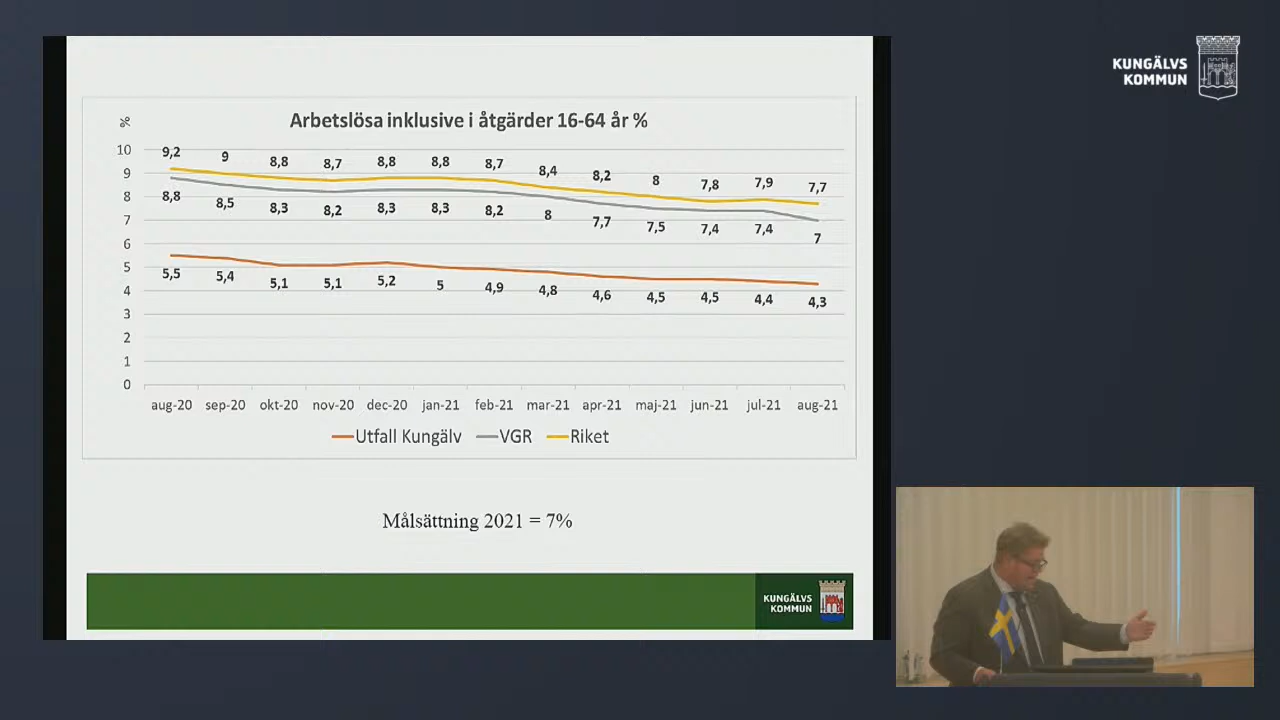 KUNGÄLVS
KOMMUN
Arbetslösa inklusive i åtgärder 16-64 år %
%
10
9
8
7
6
5
4
3
2
1
0
9,2 9 8,8 8,7 8,8 8,8 8,7 8,4 8,2 8 7,8 7,9 7,7
8,8 8,5 8,3 8,2 8,3 8,3 8,2 8 7,7 7,5 7,4 7,4 7
5,5 5,4 5,1 5,1 5,2 5 4,9 4,8 4,6 4,5 4,5 4,4 4,3
aug-20 sep-20 okt-20 nov-20 dec-20 jan-21 feb-21 mar-21 apr-21 maj-21 jun-21 jul-21 aug-21
Utfall Kungälv VGR Riket
Målsättning 2021 = 7%
KUNGÄLVS
KOMMUN